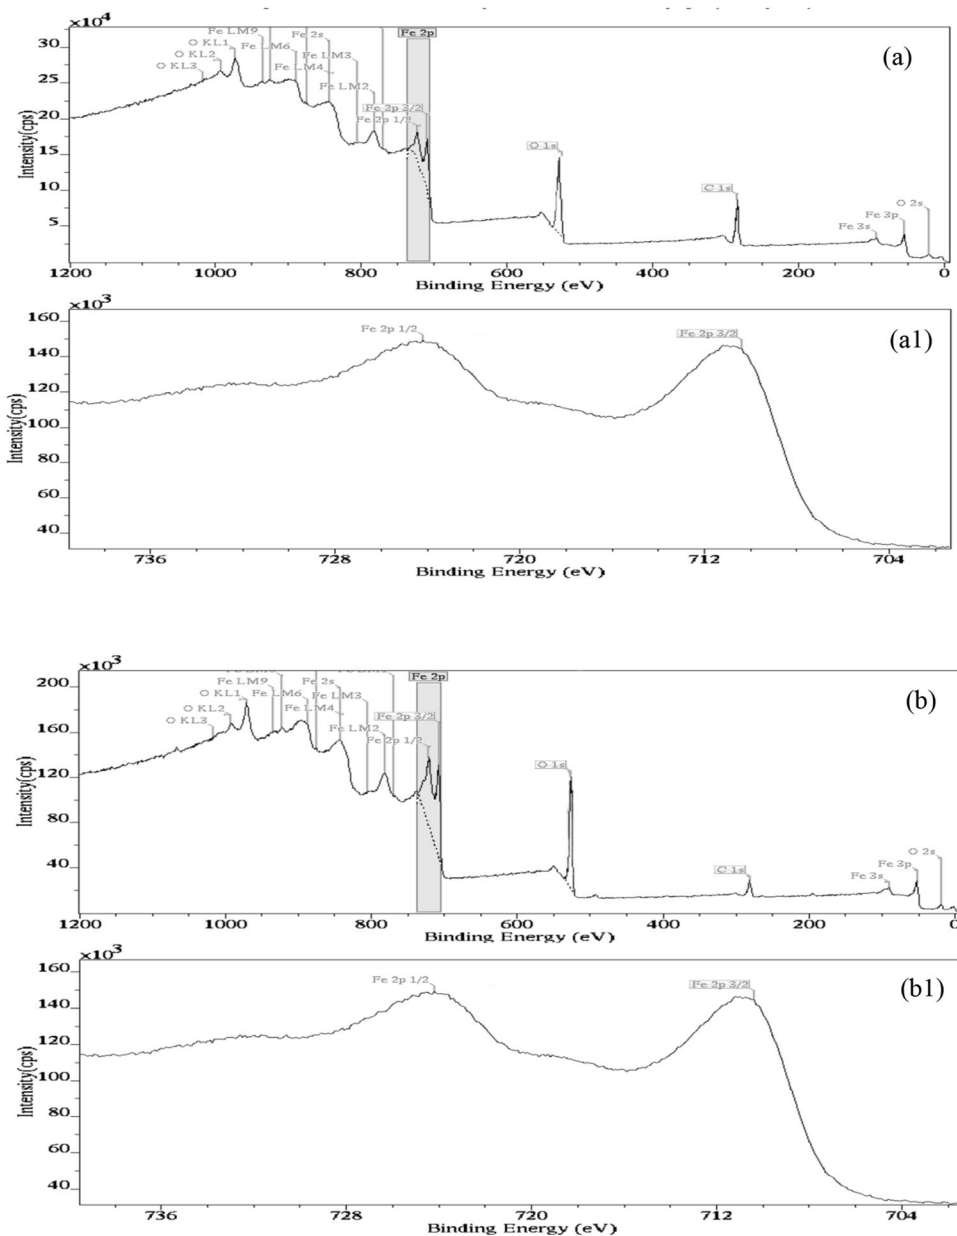 x10⁴
(a)
Fe LM9 Fe 2s Fe 2p
O KL1 Fe LM6 Fe LM3
O KL2 Fe LM4
O KL3 Fe LM2
Fe 2p 3/2
Fe 2p 1/2
O 1s
C 1s
O 2s
Fe 3p
Fe 3s
30
25
20
15
10
5
Intensity(cps)
1200 1000 800 600 400 200 0
Binding Energy (eV)
x10³
(a1)
Fe 2p 1/2 Fe 2p 3/2
160
140
120
100
80
60
40
Intensity(cps)
736 728 720 712 704
Binding Energy (eV)
x10³
(b)
Fe LM9 Fe 2s Fe 2p
O KL1 Fe LM6 Fe LM3
O KL2 Fe LM4
O KL3 Fe LM2
Fe 2p 3/2
Fe 2p 1/2
O 1s
C 1s
O 2s
Fe 3p
Fe 3s
200
160
120
80
40
Intensity(cps)
1200 1000 800 600 400 200 0
Binding Energy (eV)
x10³
(b1)
Fe 2p 1/2 Fe 2p 3/2
160
140
120
100
80
60
40
Intensity(cps)
736 728 720 712 704
Binding Energy (eV)